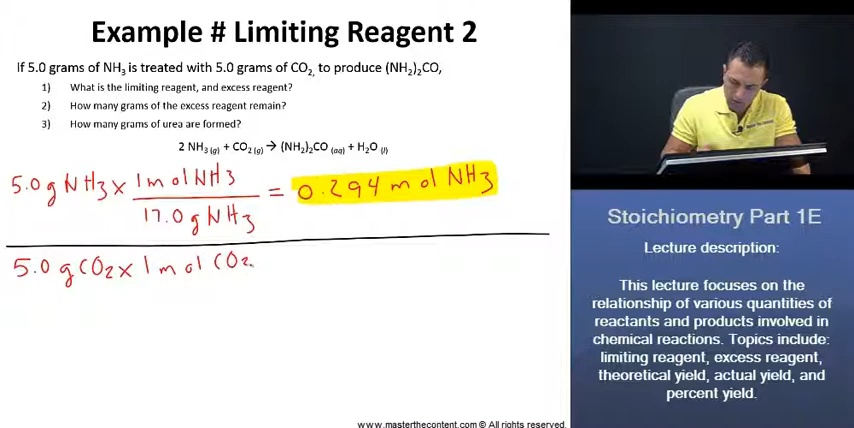 Example # Limiting Reagent 2
If 5.0 grams of NH₃ is treated with 5.0 grams of CO₂, to produce (NH₂)₂CO,
1) What is the limiting reagent, and excess reagent?
2) How many grams of the excess reagent remain?
3) How many grams of urea are formed?
2 NH₃ (g) + CO₂ (g) → (NH₂)₂CO (aq) + H₂O (l)
5.0 g NH₃ × 1 mol NH₃ / 17.0 g NH₃ = 0.294 mol NH₃
5.0 g CO₂ × 1 mol CO₂
www.masterthecontent.com © All rights reserved.
Stoichiometry Part 1E
Lecture description:
This lecture focuses on the
relationship of various quantities of
reactants and products involved in
chemical reactions. Topics include:
limiting reagent, excess reagent,
theoretical yield, actual yield, and
percent yield.